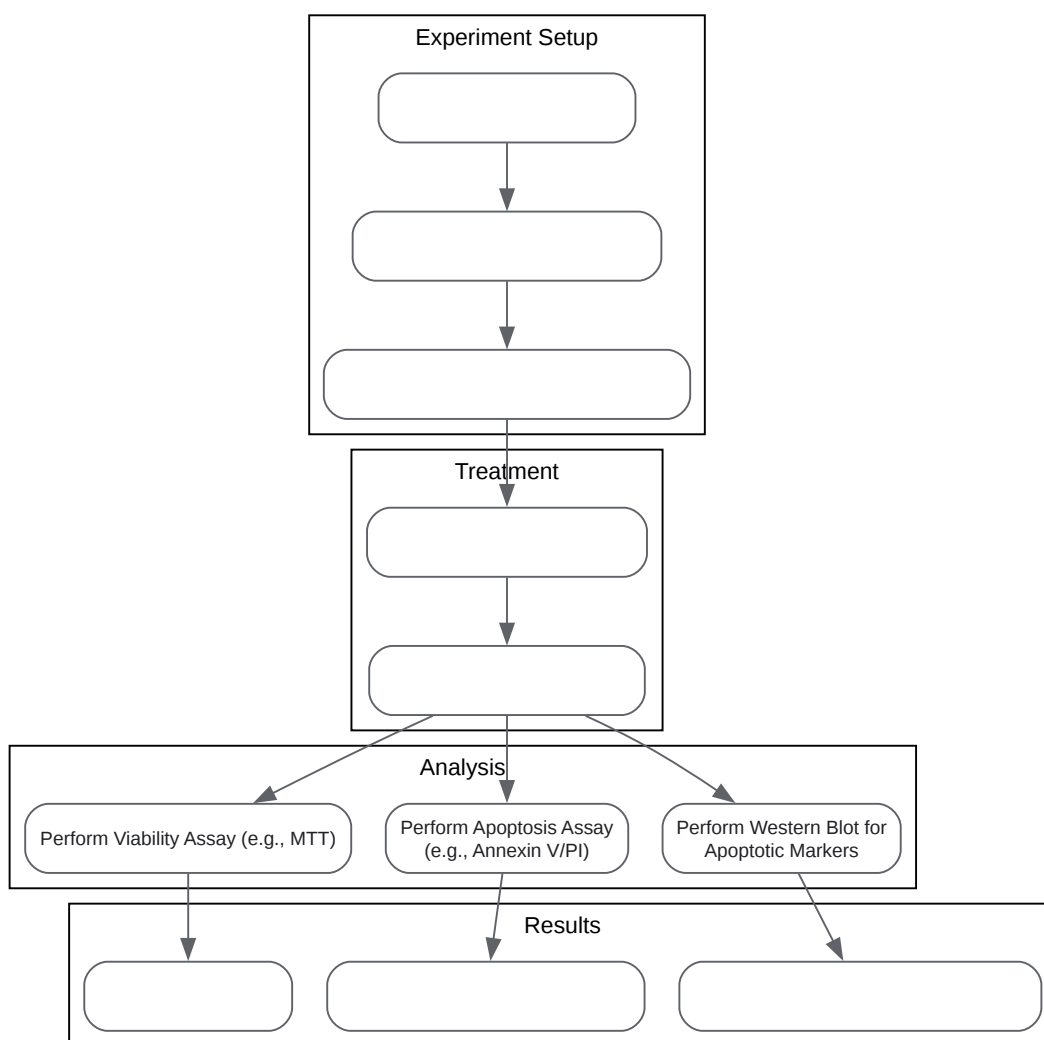 Experiment Setup
Treatment
Analysis
Perform Viability Assay (e.g., MTT)
Perform Apoptosis Assay
(e.g., Annexin V/PI)
Perform Western Blot for
Apoptotic Markers
Results